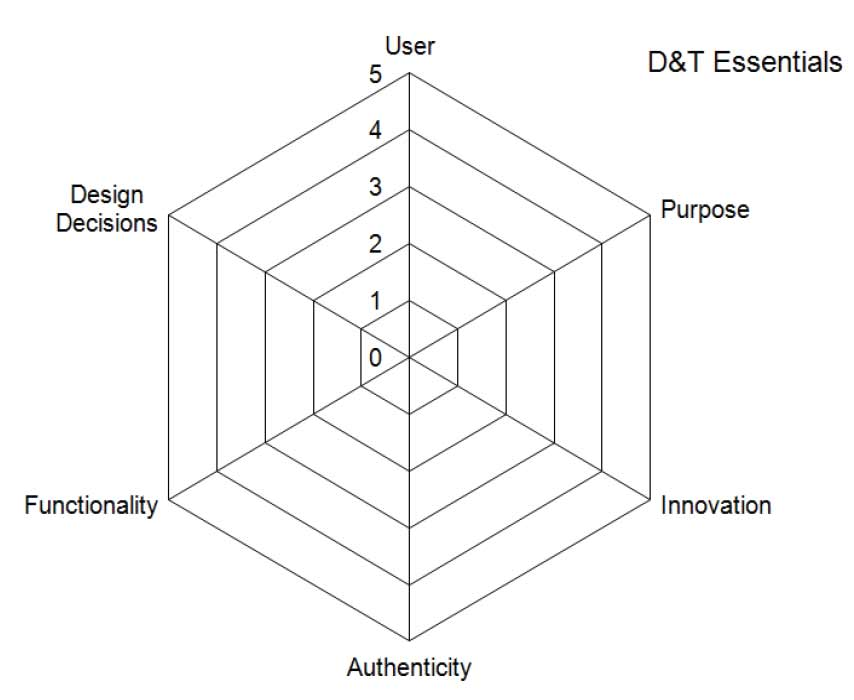 User
D&T Essentials
5
4
3
2
1
0
Design
Decisions
Purpose
Functionality
Innovation
Authenticity